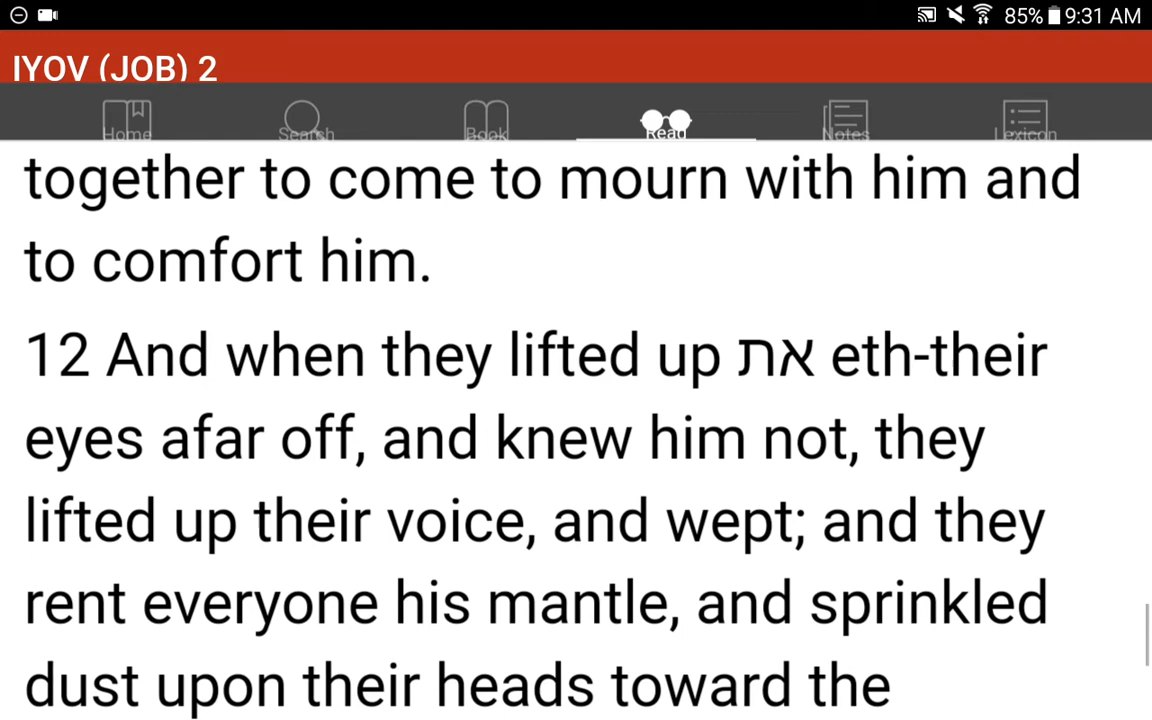 85% 9:31 AM
IYOV (JOB) 2
Home Search Book Read Notes Lexicon
together to come to mourn with him and
to comfort him.
12 And when they lifted up את eth-their
eyes afar off, and knew him not, they
lifted up their voice, and wept; and they
rent everyone his mantle, and sprinkled
dust upon their heads toward the